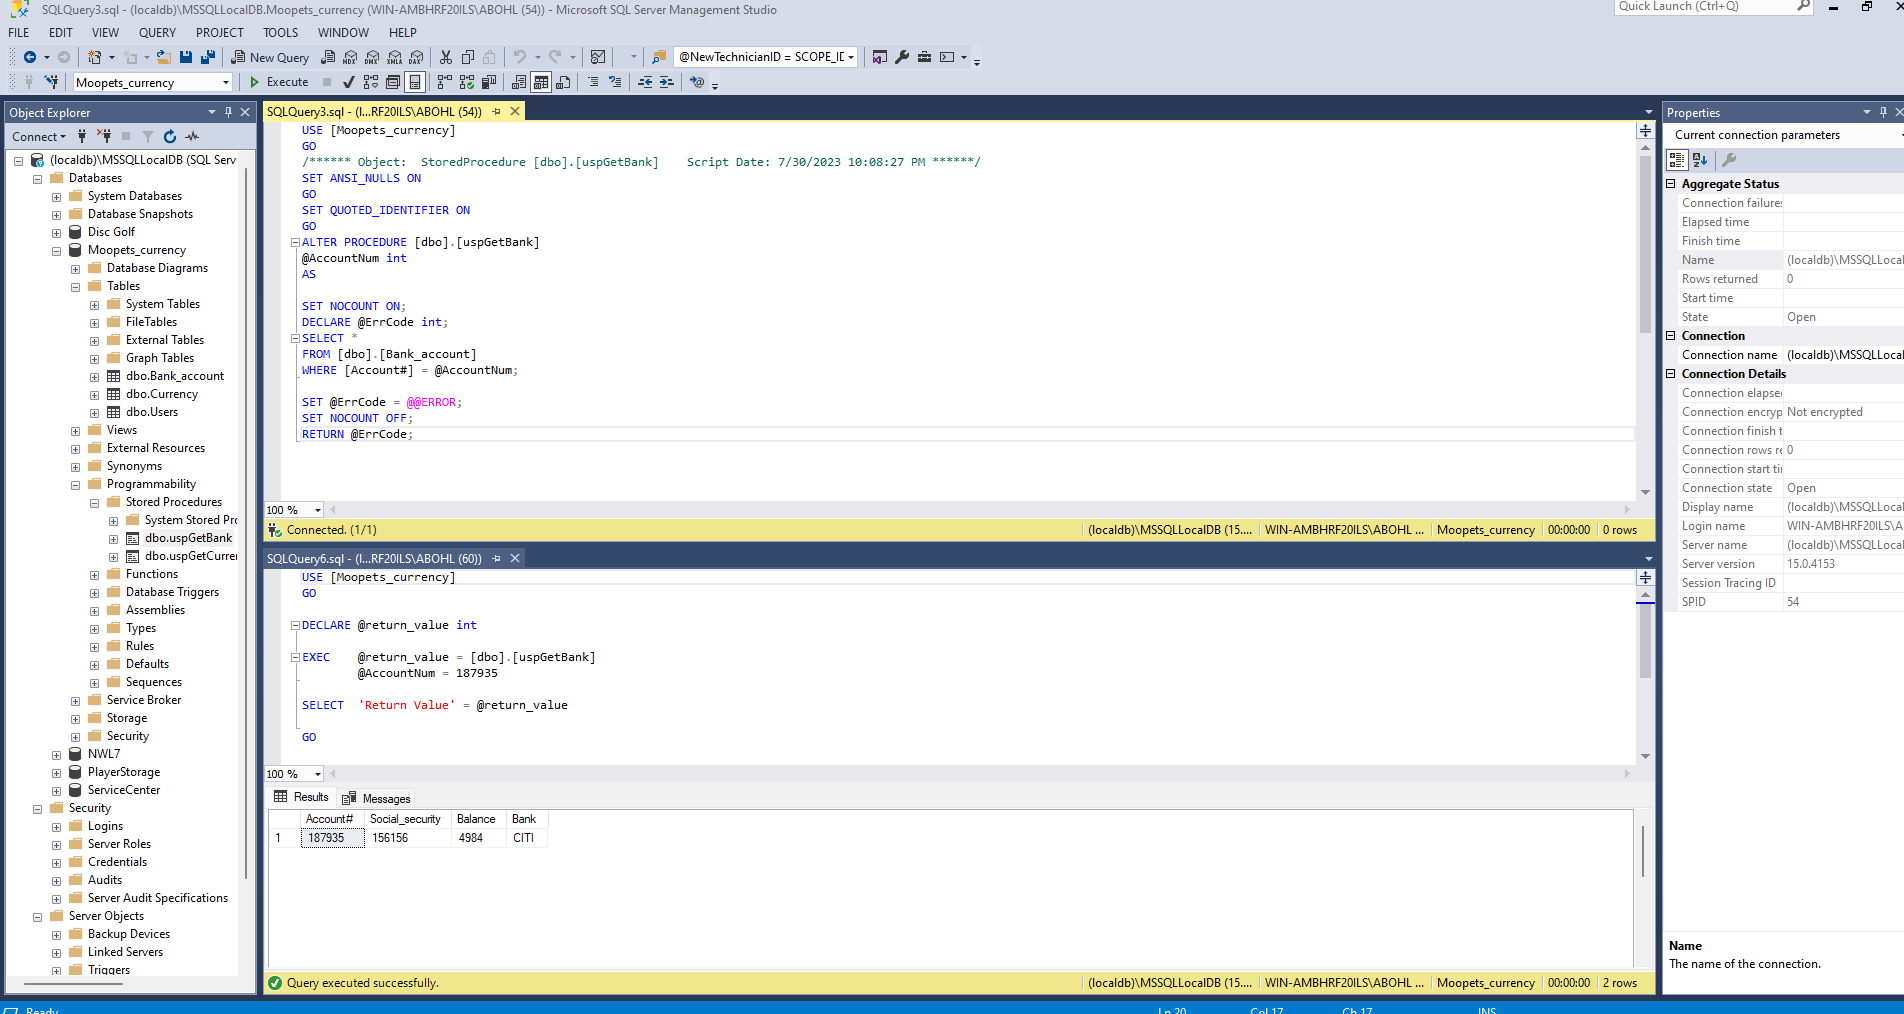 SQLQuery3.sql - (localdb)\MSSQLLocalDB.Moopets_currency (WIN-AMBHRF20ILS\ABOHL (54)) - Microsoft SQL Server Management Studio
Quick Launch (Ctrl+Q)
FILE EDIT VIEW QUERY PROJECT TOOLS WINDOW HELP
New Query
MDX DMX XMLA DAX
@NewTechnicianID = SCOPE_IE
Moopets_currency
Execute
Object Explorer
Connect
(localdb)\MSSQLLocalDB (SQL Serv
Databases
System Databases
Database Snapshots
Disc Golf
Moopets_currency
Database Diagrams
Tables
System Tables
FileTables
External Tables
Graph Tables
dbo.Bank_account
dbo.Currency
dbo.Users
Views
External Resources
Synonyms
Programmability
Stored Procedures
System Stored Pro
dbo.uspGetBank
dbo.uspGetCurren
Functions
Database Triggers
Assemblies
Types
Rules
Defaults
Sequences
Service Broker
Storage
Security
NWL7
PlayerStorage
ServiceCenter
Security
Logins
Server Roles
Credentials
Audits
Server Audit Specifications
Server Objects
Backup Devices
Linked Servers
Triggers
SQLQuery3.sql - (l...RF20ILS\ABOHL (54))
USE [Moopets_currency]
GO
/****** Object:  StoredProcedure [dbo].[uspGetBank]    Script Date: 7/30/2023 10:08:27 PM ******/
SET ANSI_NULLS ON
GO
SET QUOTED_IDENTIFIER ON
GO
ALTER PROCEDURE [dbo].[uspGetBank]
@AccountNum int
AS
SET NOCOUNT ON;
DECLARE @ErrCode int;
SELECT *
FROM [dbo].[Bank_account]
WHERE [Account#] = @AccountNum;
SET @ErrCode = @@ERROR;
SET NOCOUNT OFF;
RETURN @ErrCode;
100 %
Connected. (1/1)
(localdb)\MSSQLLocalDB (15.... WIN-AMBHRF20ILS\ABOHL ... Moopets_currency 00:00:00 0 rows
SQLQuery6.sql - (l...RF20ILS\ABOHL (60))
USE [Moopets_currency]
GO
DECLARE @return_value int
EXEC    @return_value = [dbo].[uspGetBank]
@AccountNum = 187935
SELECT  'Return Value' = @return_value
GO
100 %
Results Messages
Account# Social_security Balance Bank
1 187935 156156 4984 CITI
Query executed successfully.
(localdb)\MSSQLLocalDB (15.... WIN-AMBHRF20ILS\ABOHL ... Moopets_currency 00:00:00 2 rows
Properties
Current connection parameters
Aggregate Status
Connection failures
Elapsed time
Finish time
Name (localdb)\MSSQLLocal
Rows returned 0
Start time
State Open
Connection
Connection name (localdb)\MSSQLLocal
Connection Details
Connection elapsed
Connection encryp Not encrypted
Connection finish t
Connection rows re 0
Connection start tii
Connection state Open
Display name (localdb)\MSSQLLocal
Login name WIN-AMBHRF20ILS\A
Server name (localdb)\MSSQLLocal
Server version 15.0.4153
Session Tracing ID
SPID 54
Name
The name of the connection.
Ready Ln 20 Col 17 Ch 17 INS